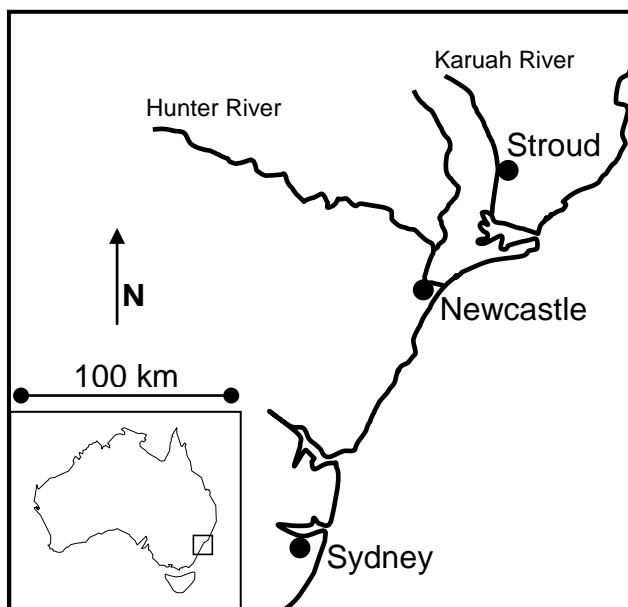 Karuah River
Hunter River
Stroud
N
Newcastle
100 km
Sydney